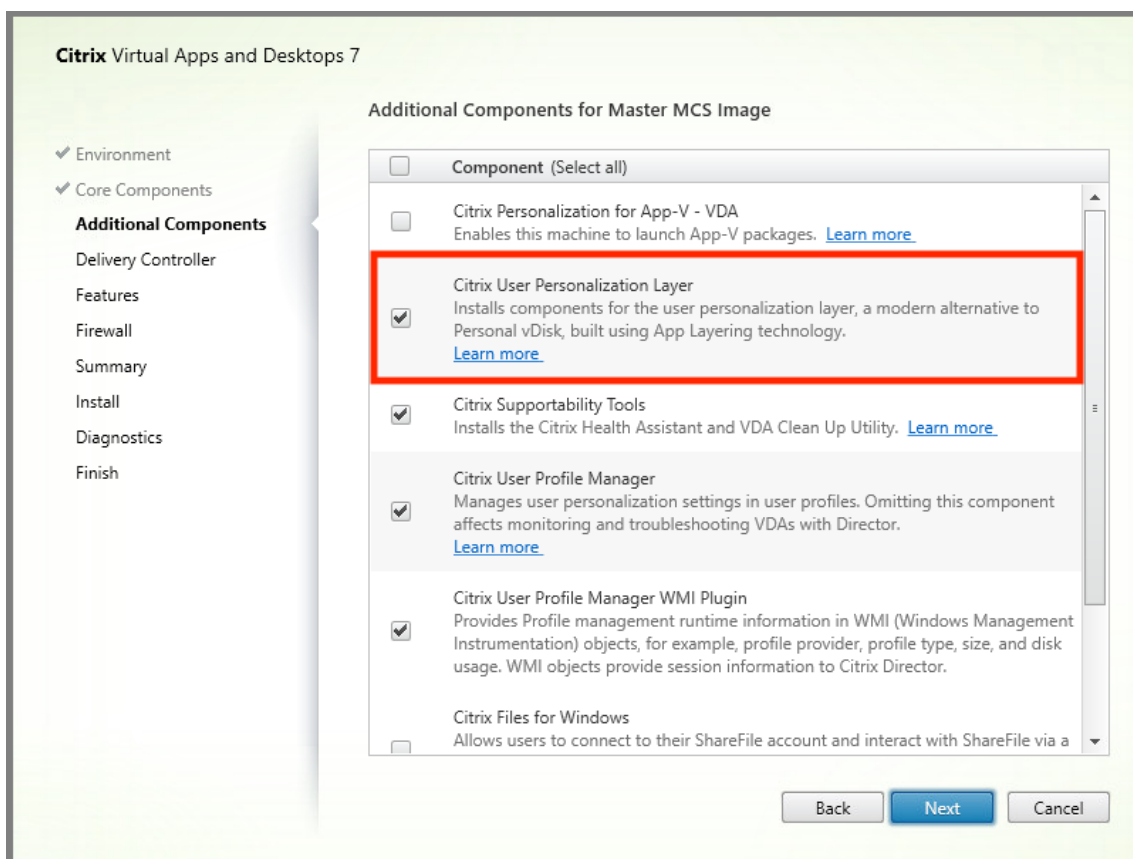 Citrix Virtual Apps and Desktops 7
Additional Components for Master MCS Image
Environment
Core Components
Additional Components
Delivery Controller
Features
Firewall
Summary
Install
Diagnostics
Finish
Component (Select all)
Citrix Personalization for App-V - VDA
Enables this machine to launch App-V packages. Learn more
Citrix User Personalization Layer
Installs components for the user personalization layer, a modern alternative to
Personal vDisk, built using App Layering technology.
Learn more
Citrix Supportability Tools
Installs the Citrix Health Assistant and VDA Clean Up Utility. Learn more
Citrix User Profile Manager
Manages user personalization settings in user profiles. Omitting this component
affects monitoring and troubleshooting VDAs with Director.
Learn more
Citrix User Profile Manager WMI Plugin
Provides Profile management runtime information in WMI (Windows Management
Instrumentation) objects, for example, profile provider, profile type, size, and disk
usage. WMI objects provide session information to Citrix Director.
Citrix Files for Windows
Allows users to connect to their ShareFile account and interact with ShareFile via a
Back
Next
Cancel